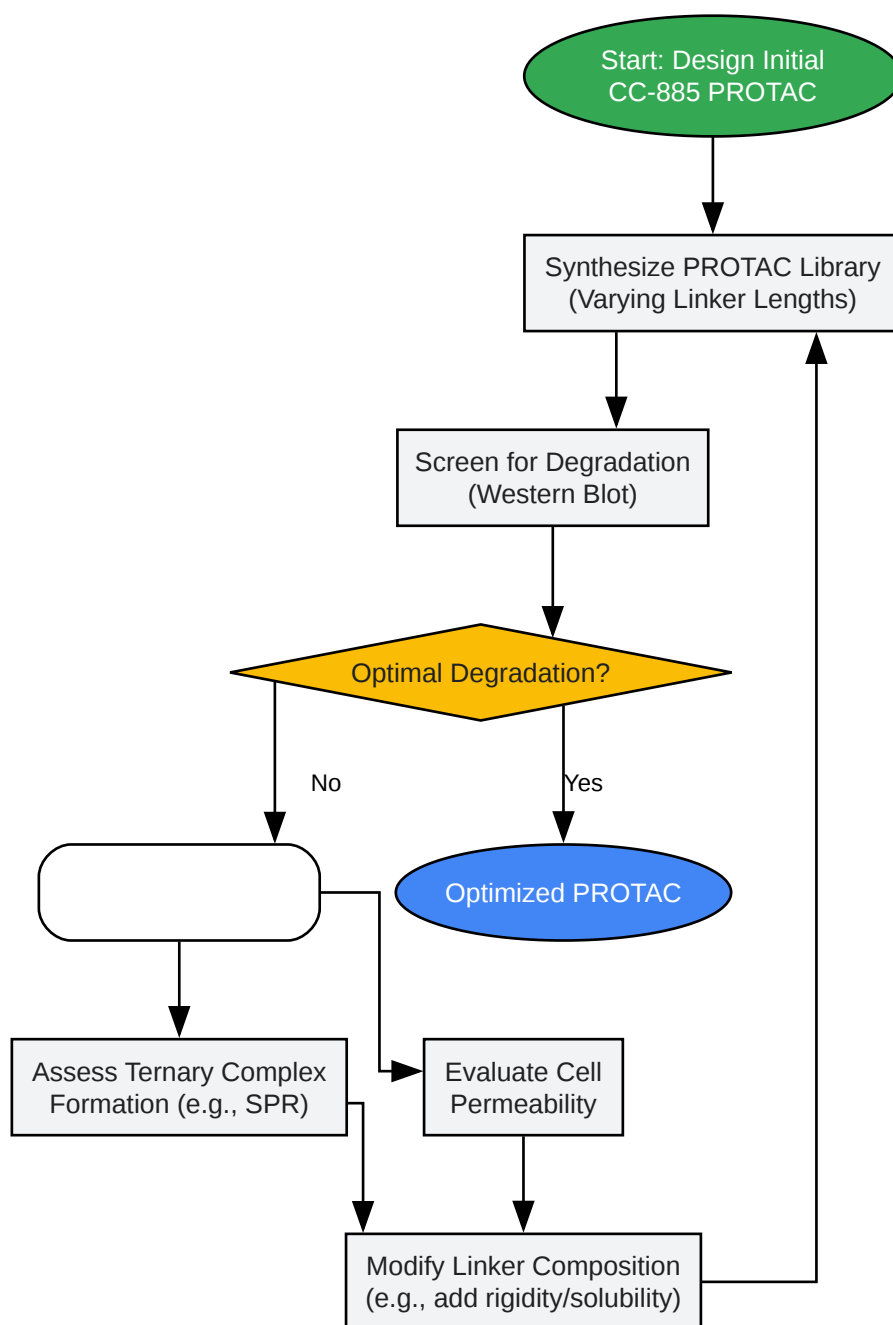 Start: Design Initial
CC-885 PROTAC
Synthesize PROTAC Library
(Varying Linker Lengths)
Screen for Degradation
(Western Blot)
Optimal Degradation?
No
Yes
Optimized PROTAC
Assess Ternary Complex
Formation (e.g., SPR)
Evaluate Cell
Permeability
Modify Linker Composition
(e.g., add rigidity/solubility)